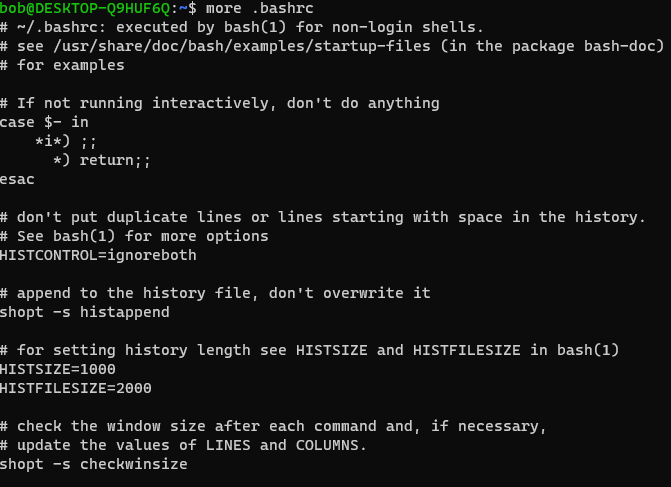 bob@DESKTOP-Q9HUF6Q:~$ more .bashrc
# ~/.bashrc: executed by bash(1) for non-login shells.
# see /usr/share/doc/bash/examples/startup-files (in the package bash-doc)
# for examples

# If not running interactively, don't do anything
case $- in
    *i*) ;;
      *) return;;
esac

# don't put duplicate lines or lines starting with space in the history.
# See bash(1) for more options
HISTCONTROL=ignoreboth

# append to the history file, don't overwrite it
shopt -s histappend

# for setting history length see HISTSIZE and HISTFILESIZE in bash(1)
HISTSIZE=1000
HISTFILESIZE=2000

# check the window size after each command and, if necessary,
# update the values of LINES and COLUMNS.
shopt -s checkwinsize